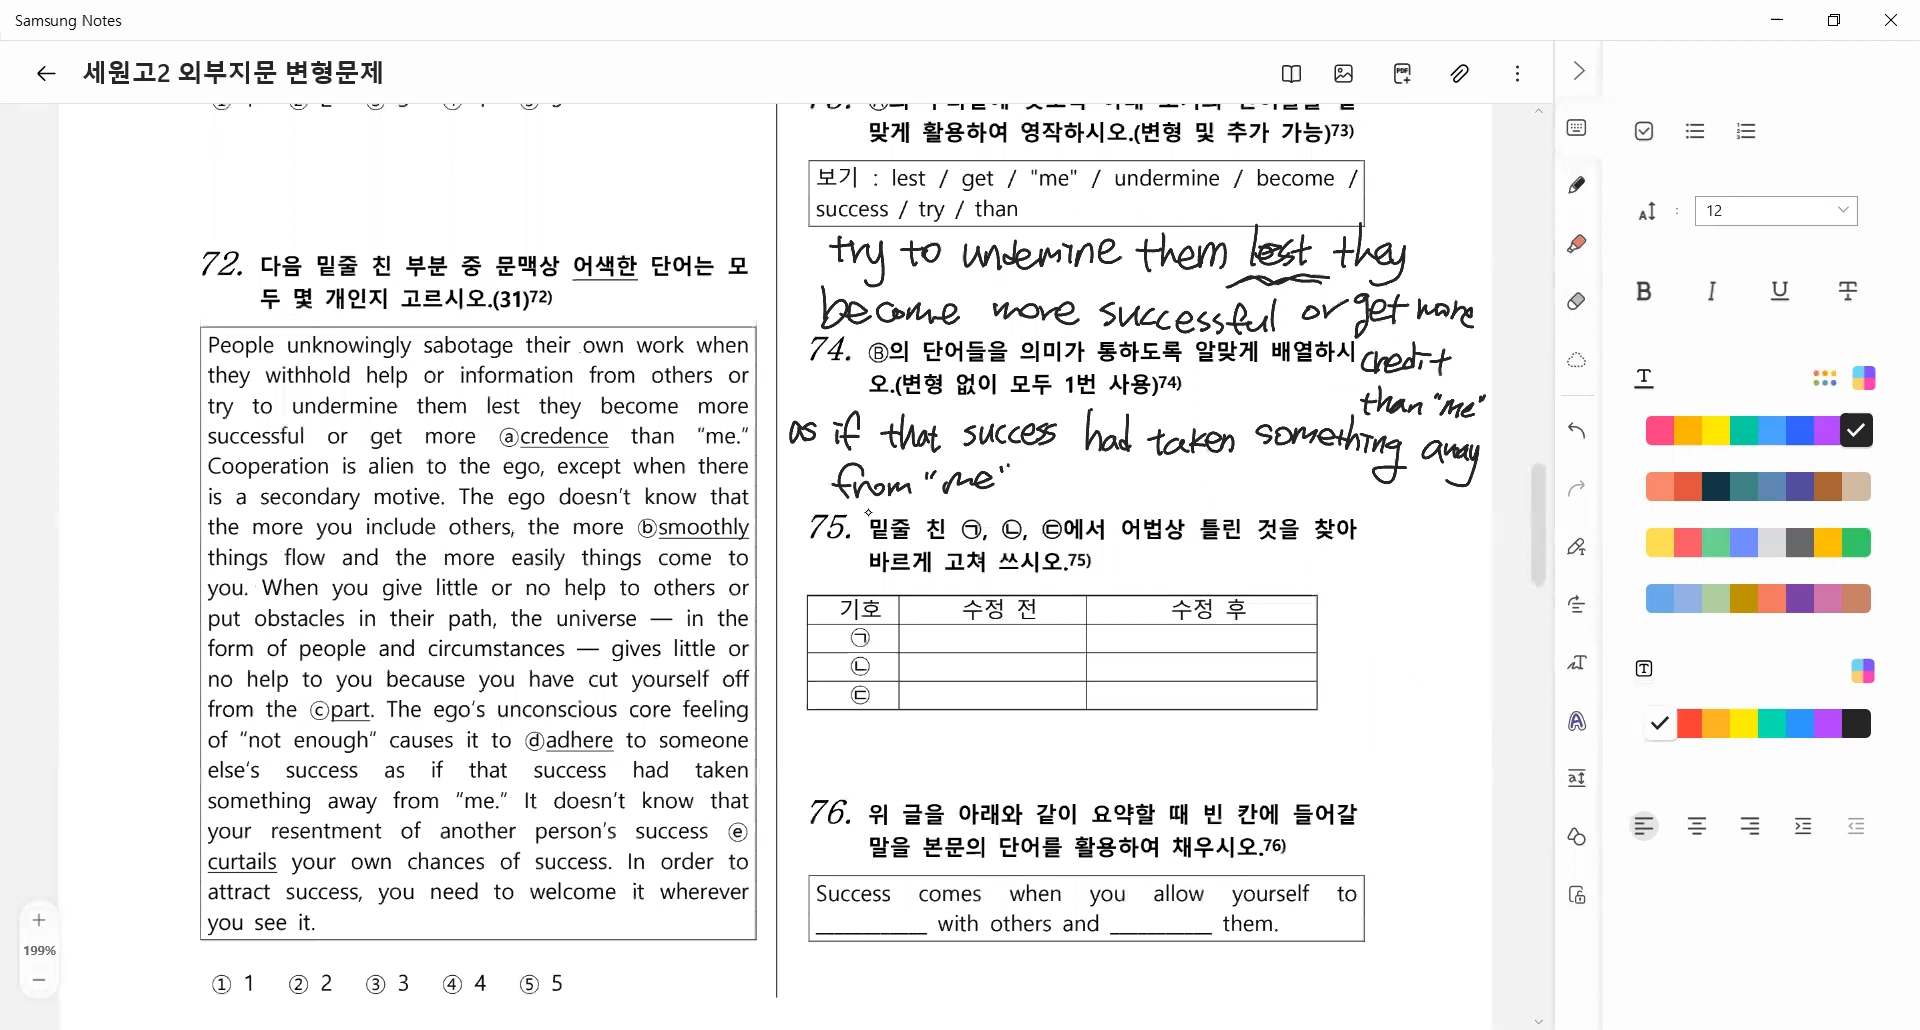 Samsung Notes
세원고2 외부지문 변형문제
72. 다음 밑줄 친 부분 중 문맥상 어색한 단어는 모
두 몇 개인지 고르시오.(31)72)
People unknowingly sabotage their own work when
they withhold help or information from others or
try to undermine them lest they become more
successful or get more ⓐcredence than “me.”
Cooperation is alien to the ego, except when there
is a secondary motive. The ego doesn’t know that
the more you include others, the more ⓑsmoothly
things flow and the more easily things come to
you. When you give little or no help to others or
put obstacles in their path, the universe — in the
form of people and circumstances — gives little or
no help to you because you have cut yourself off
from the ⓒpart. The ego’s unconscious core feeling
of “not enough” causes it to ⓓadhere to someone
else’s success as if that success had taken
something away from “me.” It doesn’t know that
your resentment of another person’s success ⓔ
curtails your own chances of success. In order to
attract success, you need to welcome it wherever
you see it.
① 1 ② 2 ③ 3 ④ 4 ⑤ 5
맞게 활용하여 영작하시오.(변형 및 추가 가능)73)
보기 : lest / get / "me" / undermine / become /
success / try / than
try to undermine them lest they
become more successful or get more
credit
than "me"
74. Ⓑ의 단어들을 의미가 통하도록 알맞게 배열하시
오.(변형 없이 모두 1번 사용)74)
as if that success had taken something away
from "me"
75. 밑줄 친 ㉠, ㉡, ㉢에서 어법상 틀린 것을 찾아
바르게 고쳐 쓰시오.75)
기호 수정 전 수정 후
㉠
㉡
㉢
76. 위 글을 아래와 같이 요약할 때 빈 칸에 들어갈
말을 본문의 단어를 활용하여 채우시오.76)
Success comes when you allow yourself to
___________ with others and __________ them.
199%
12
B I U T